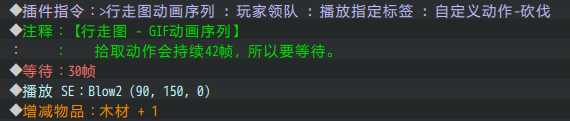 ◆插件指令：>行走图动画序列 : 玩家领队 : 播放指定标签 : 自定义动作-砍伐
◆注释：【行走图 - GIF动画序列】
：　：　　拾取动作会持续42帧，所以要等待。
◆等待：30帧
◆播放 SE：Blow2 (90, 150, 0)
◆增减物品：木材 + 1